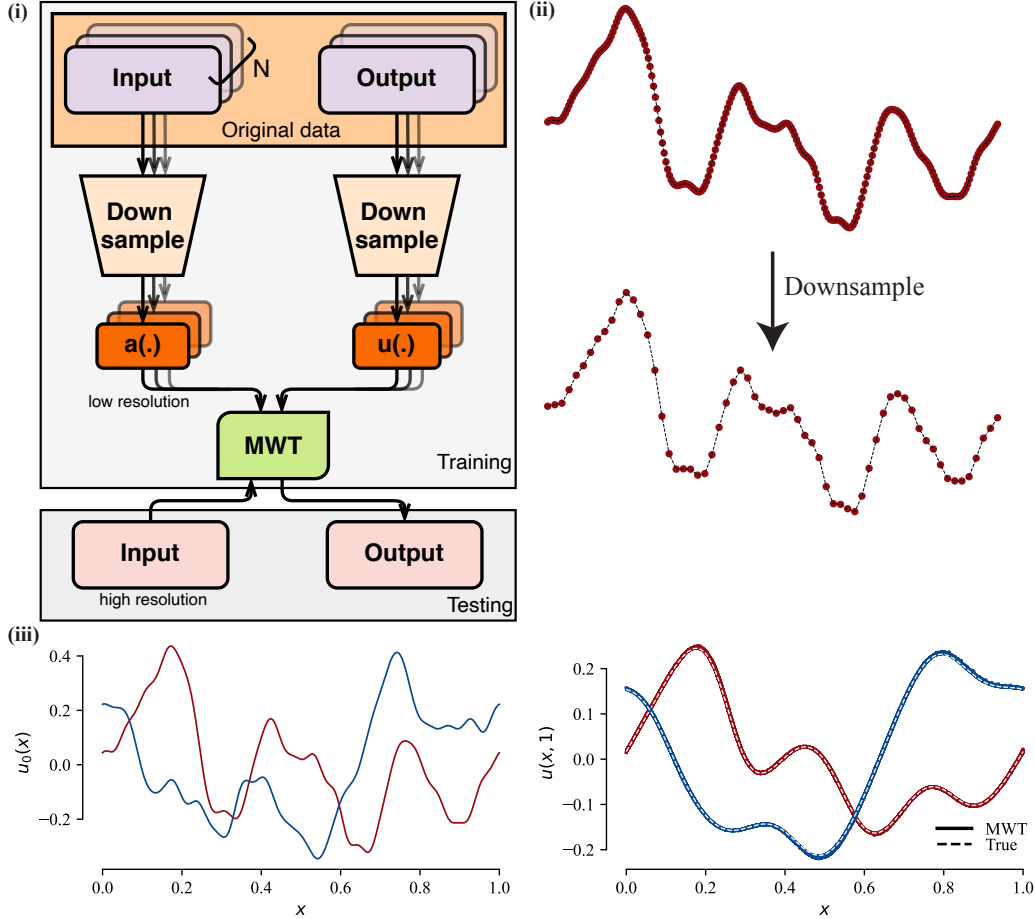 (i)
Input
N
Output
Original data
Down
sample
Down
sample
a(.)
u(.)
low resolution
MWT
Training
Input
Output
high resolution
Testing
(ii)
Downsample
(iii)
0.4
0.2
0.0
−0.2
u₀(x)
0.0
0.2
0.4
0.6
0.8
1.0
x
0.2
0.1
0.0
−0.1
−0.2
u(x, 1)
MWT
True
0.0
0.2
0.4
0.6
0.8
1.0
x